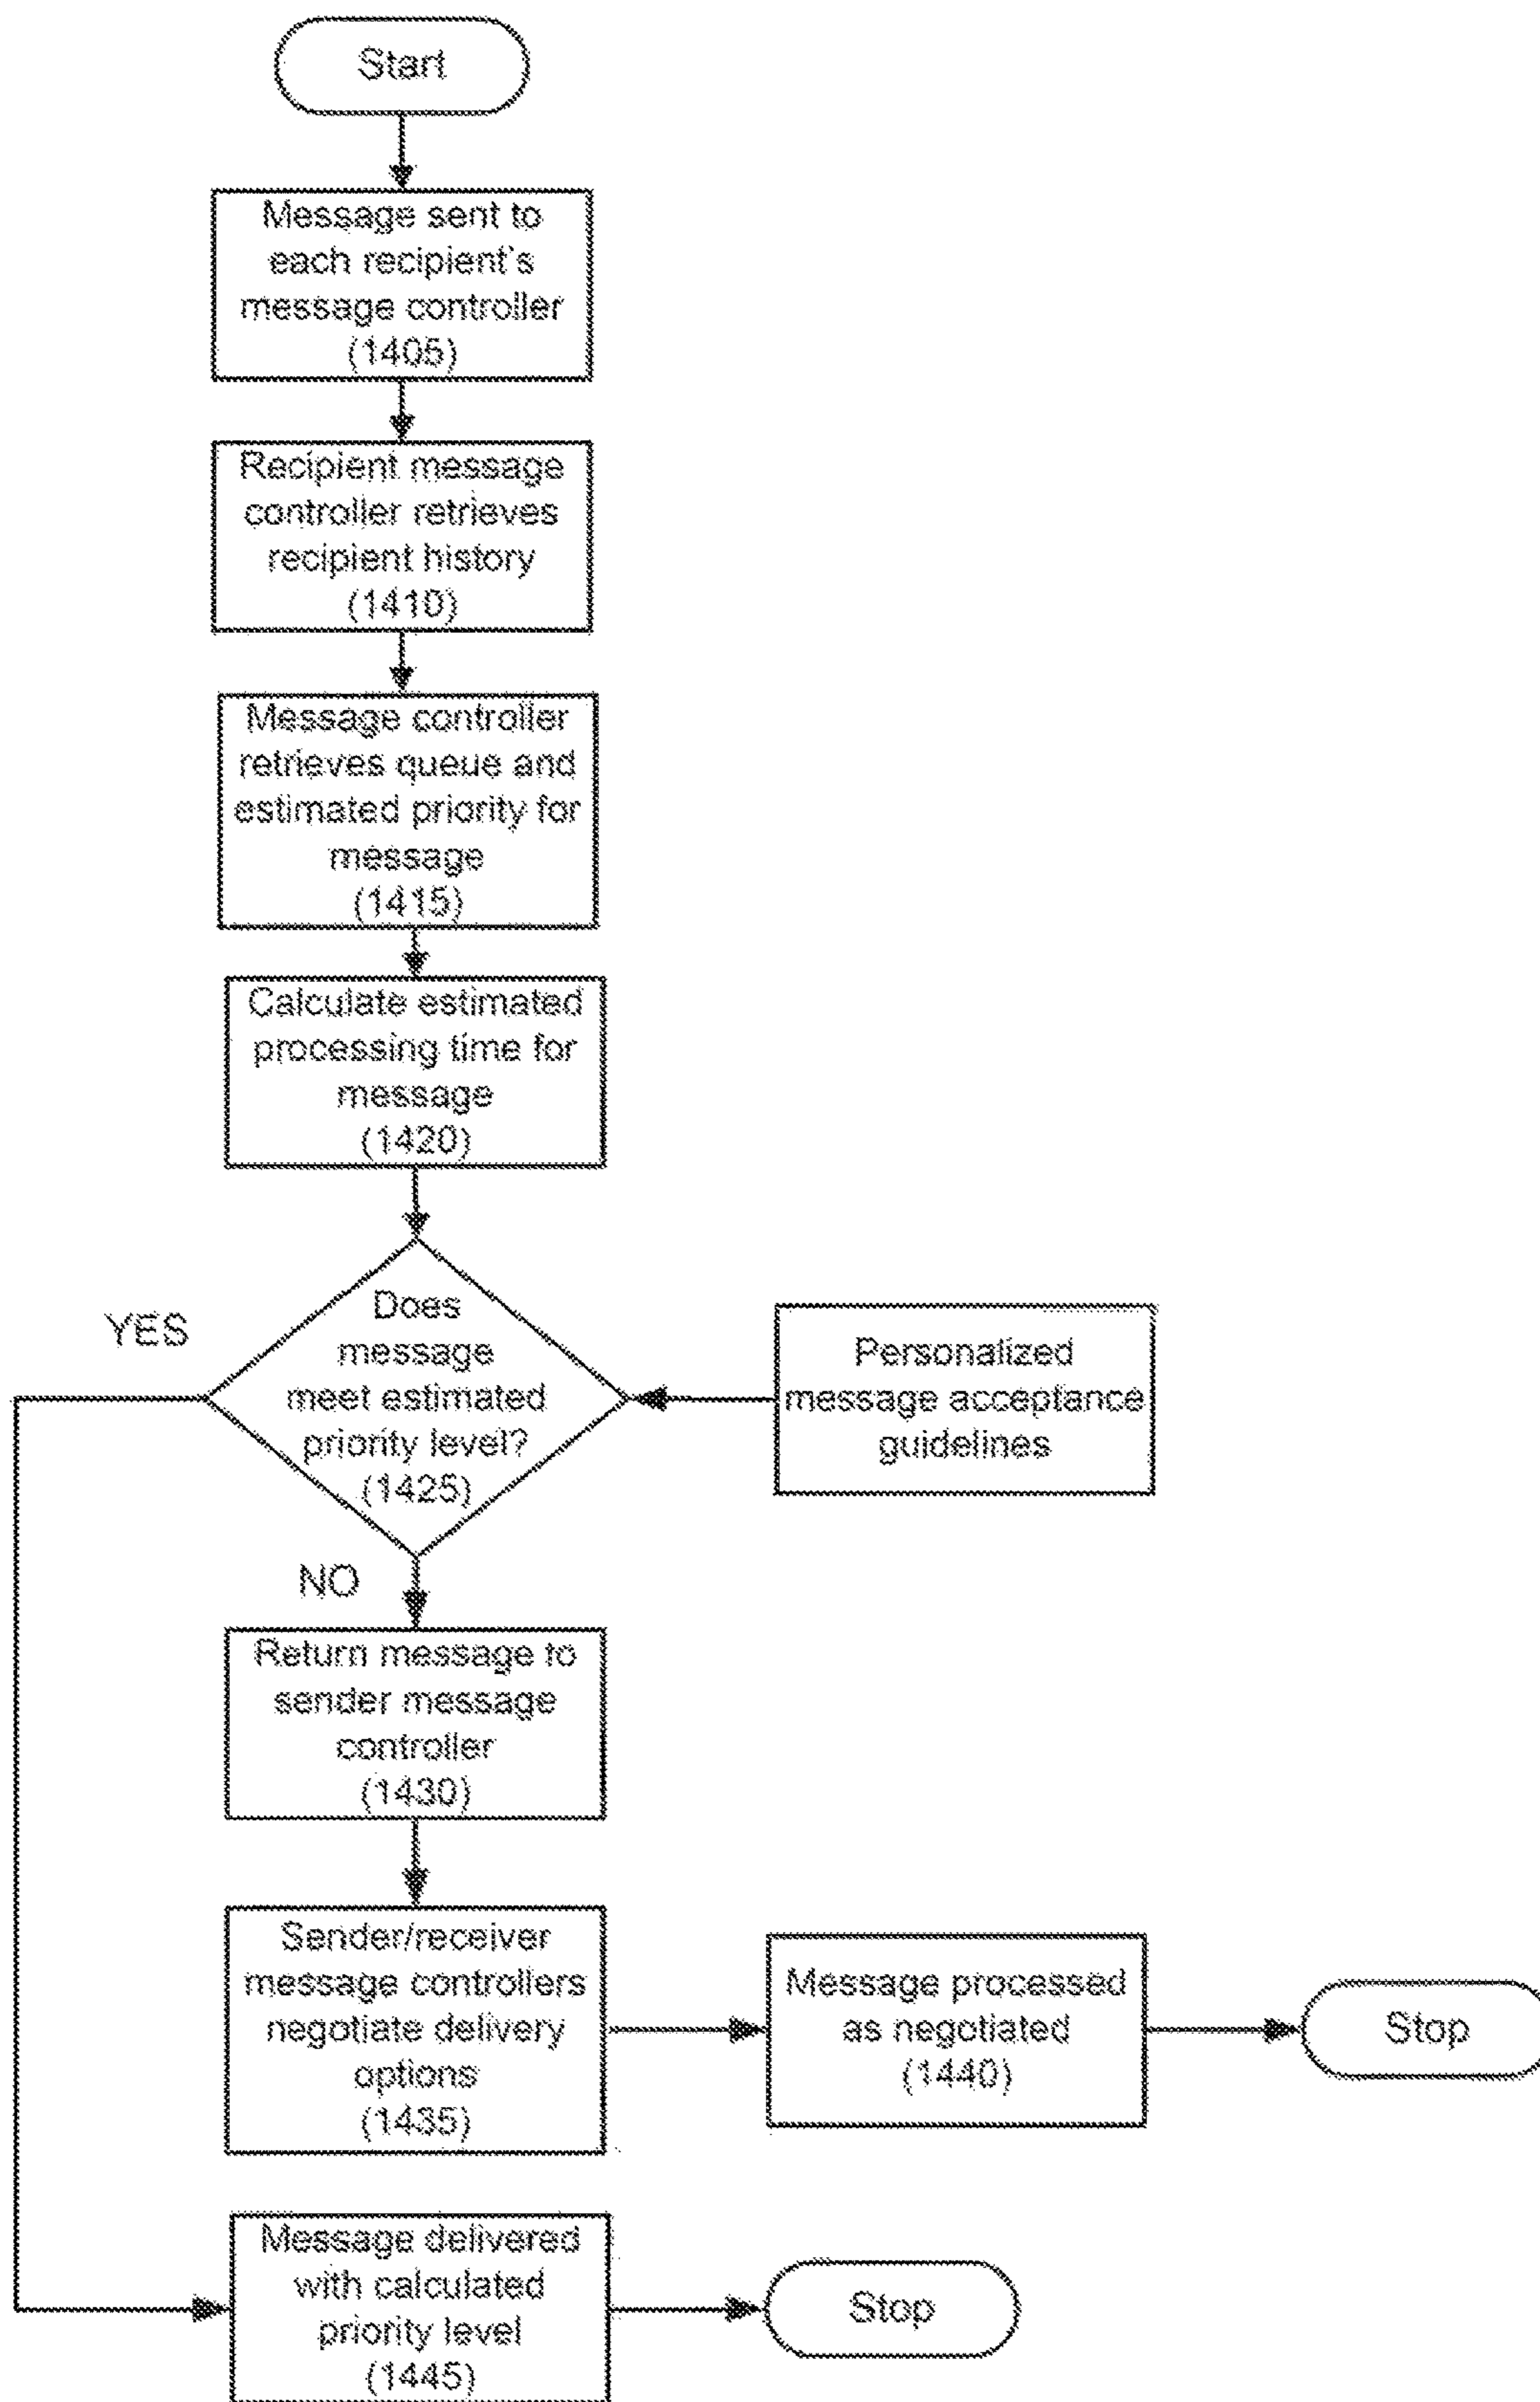 Start
Message sent to
each recipient's
message controller
(1405)
Recipient message
controller retrieves
recipient history
(1410)
Message controller
retrieves queue and
estimated priority for
message
(1415)
Calculate estimated
processing time for
message
(1420)
YES
Does
message
meet estimated
priority level?
(1425)
Personalized
message acceptance
guidelines
NO
Return message to
sender message
controller
(1430)
Sender/receiver
message controllers
negotiate delivery
options
(1435)
Message processed
as negotiated
(1440)
Stop
Message delivered
with calculated
priority level
(1445)
Stop